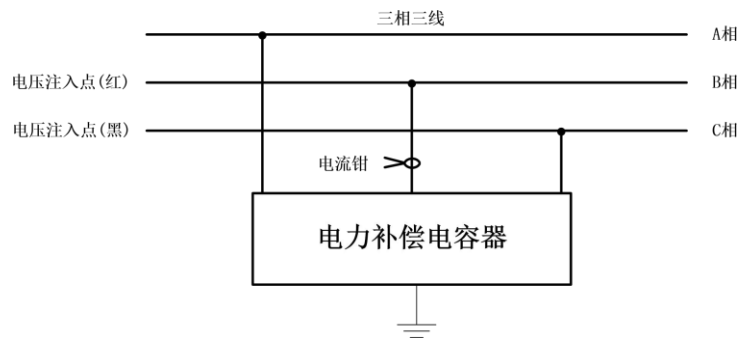 三相三线
A相
电压注入点(红)
B相
电压注入点(黑)
C相
电流钳
电力补偿电容器